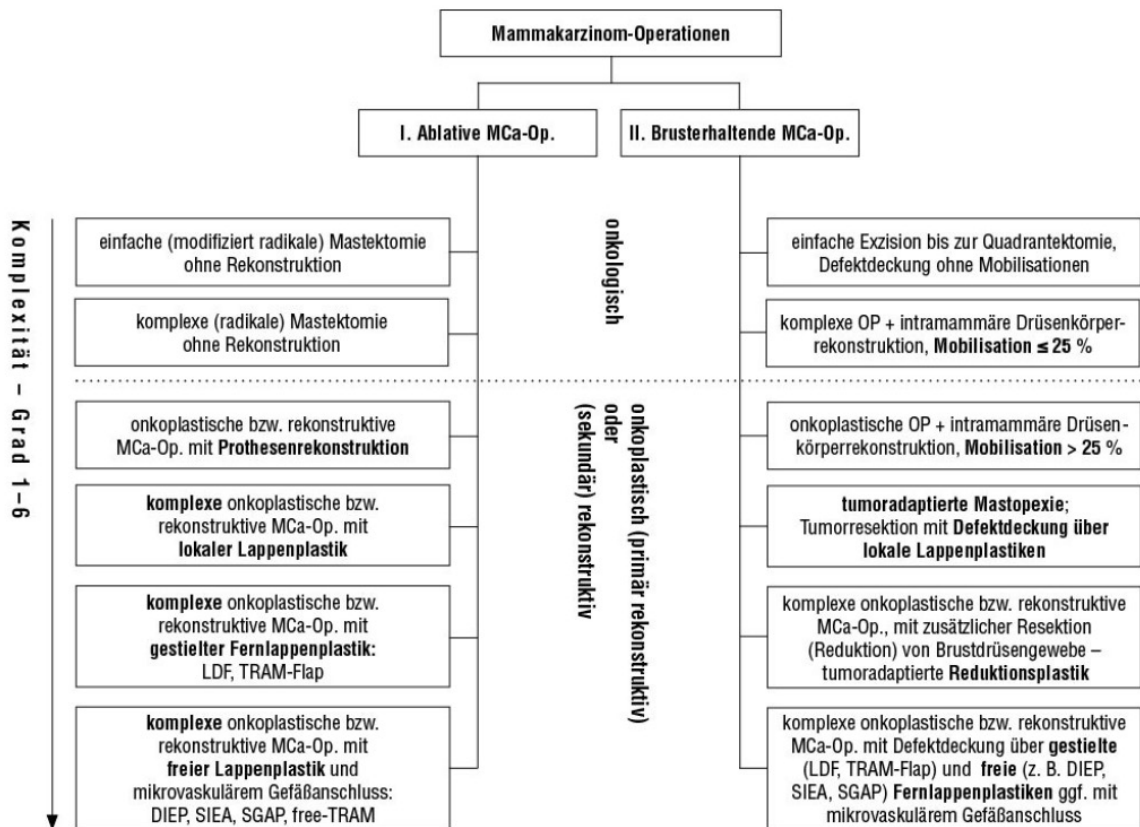 Mammakarzinom-Operationen
I. Ablative MCa-Op.
II. Brusterhaltende MCa-Op.
Komplexität – Grad 1–6
einfache (modifiziert radikale) Mastektomie
ohne Rekonstruktion
komplexe (radikale) Mastektomie
ohne Rekonstruktion
onkoplastische bzw. rekonstruktive
MCa-Op. mit Prothesenrekonstruktion
komplexe onkoplastische bzw.
rekonstruktive MCa-Op. mit
lokaler Lappenplastik
komplexe onkoplastische bzw.
rekonstruktive MCa-Op. mit
gestielter Fernlappenplastik:
LDF, TRAM-Flap
komplexe onkoplastische bzw.
rekonstruktive MCa-Op. mit
freier Lappenplastik und
mikrovaskulärem Gefäßanschluss:
DIEP, SIEA, SGAP, free-TRAM
onkologisch
onkoplastisch (primär rekonstruktiv)
oder
(sekundär) rekonstruktiv
einfache Exzision bis zur Quadrantektomie,
Defektdeckung ohne Mobilisationen
komplexe OP + intramammäre Drüsenkörper-
rekonstruktion, Mobilisation ≤ 25 %
onkoplastische OP + intramammäre Drüsen-
körperrekonstruktion, Mobilisation > 25 %
tumoradaptierte Mastopexie;
Tumorresektion mit Defektdeckung über
lokale Lappenplastiken
komplexe onkoplastische bzw. rekonstruktive
MCa-Op., mit zusätzlicher Resektion
(Reduktion) von Brustdrüsengewebe –
tumoradaptierte Reduktionsplastik
komplexe onkoplastische bzw. rekonstruktive
MCa-Op. mit Defektdeckung über gestielte
(LDF, TRAM-Flap) und freie (z. B. DIEP,
SIEA, SGAP) Fernlappenplastiken ggf. mit
mikrovaskulärem Gefäßanschluss